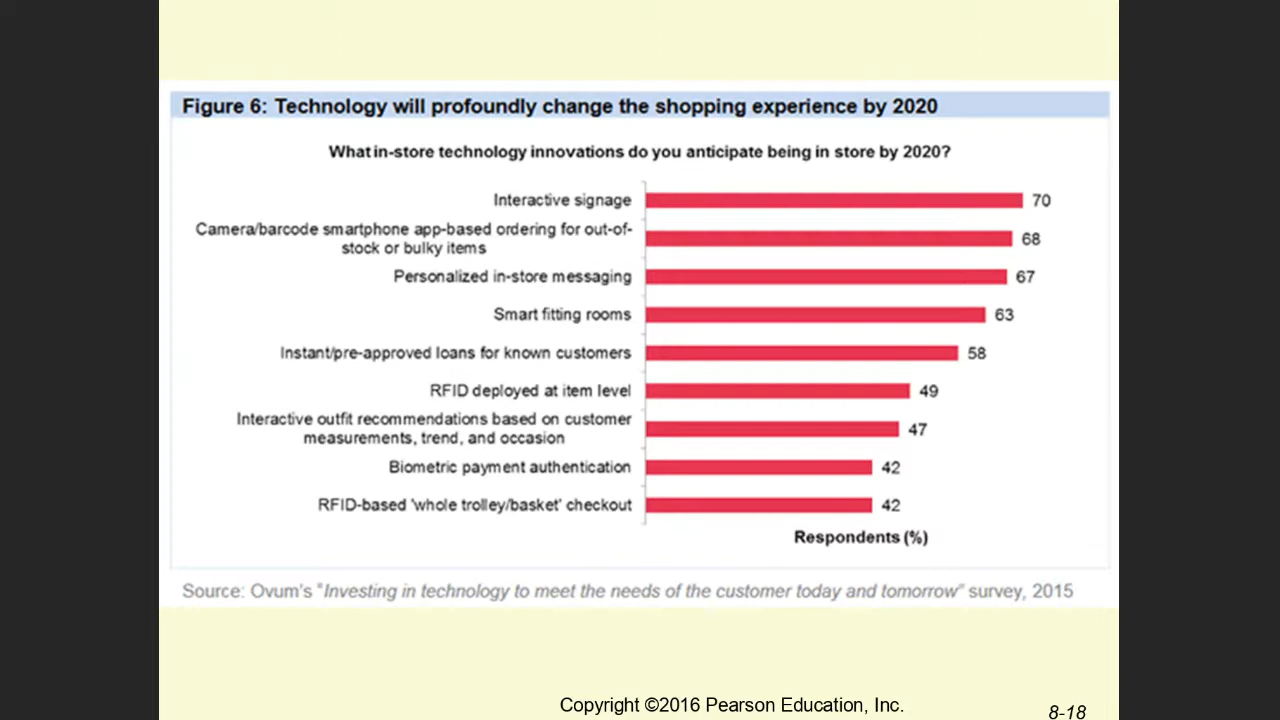 Figure 6: Technology will profoundly change the shopping experience by 2020
What in-store technology innovations do you anticipate being in store by 2020?
Interactive signage 70
Camera/barcode smartphone app-based ordering for out-of-
stock or bulky items 68
Personalized in-store messaging 67
Smart fitting rooms 63
Instant/pre-approved loans for known customers 58
RFID deployed at item level 49
Interactive outfit recommendations based on customer
measurements, trend, and occasion 47
Biometric payment authentication 42
RFID-based 'whole trolley/basket' checkout 42
Respondents (%)
Source: Ovum's "Investing in technology to meet the needs of the customer today and tomorrow" survey, 2015
Copyright ©2016 Pearson Education, Inc.
8-18